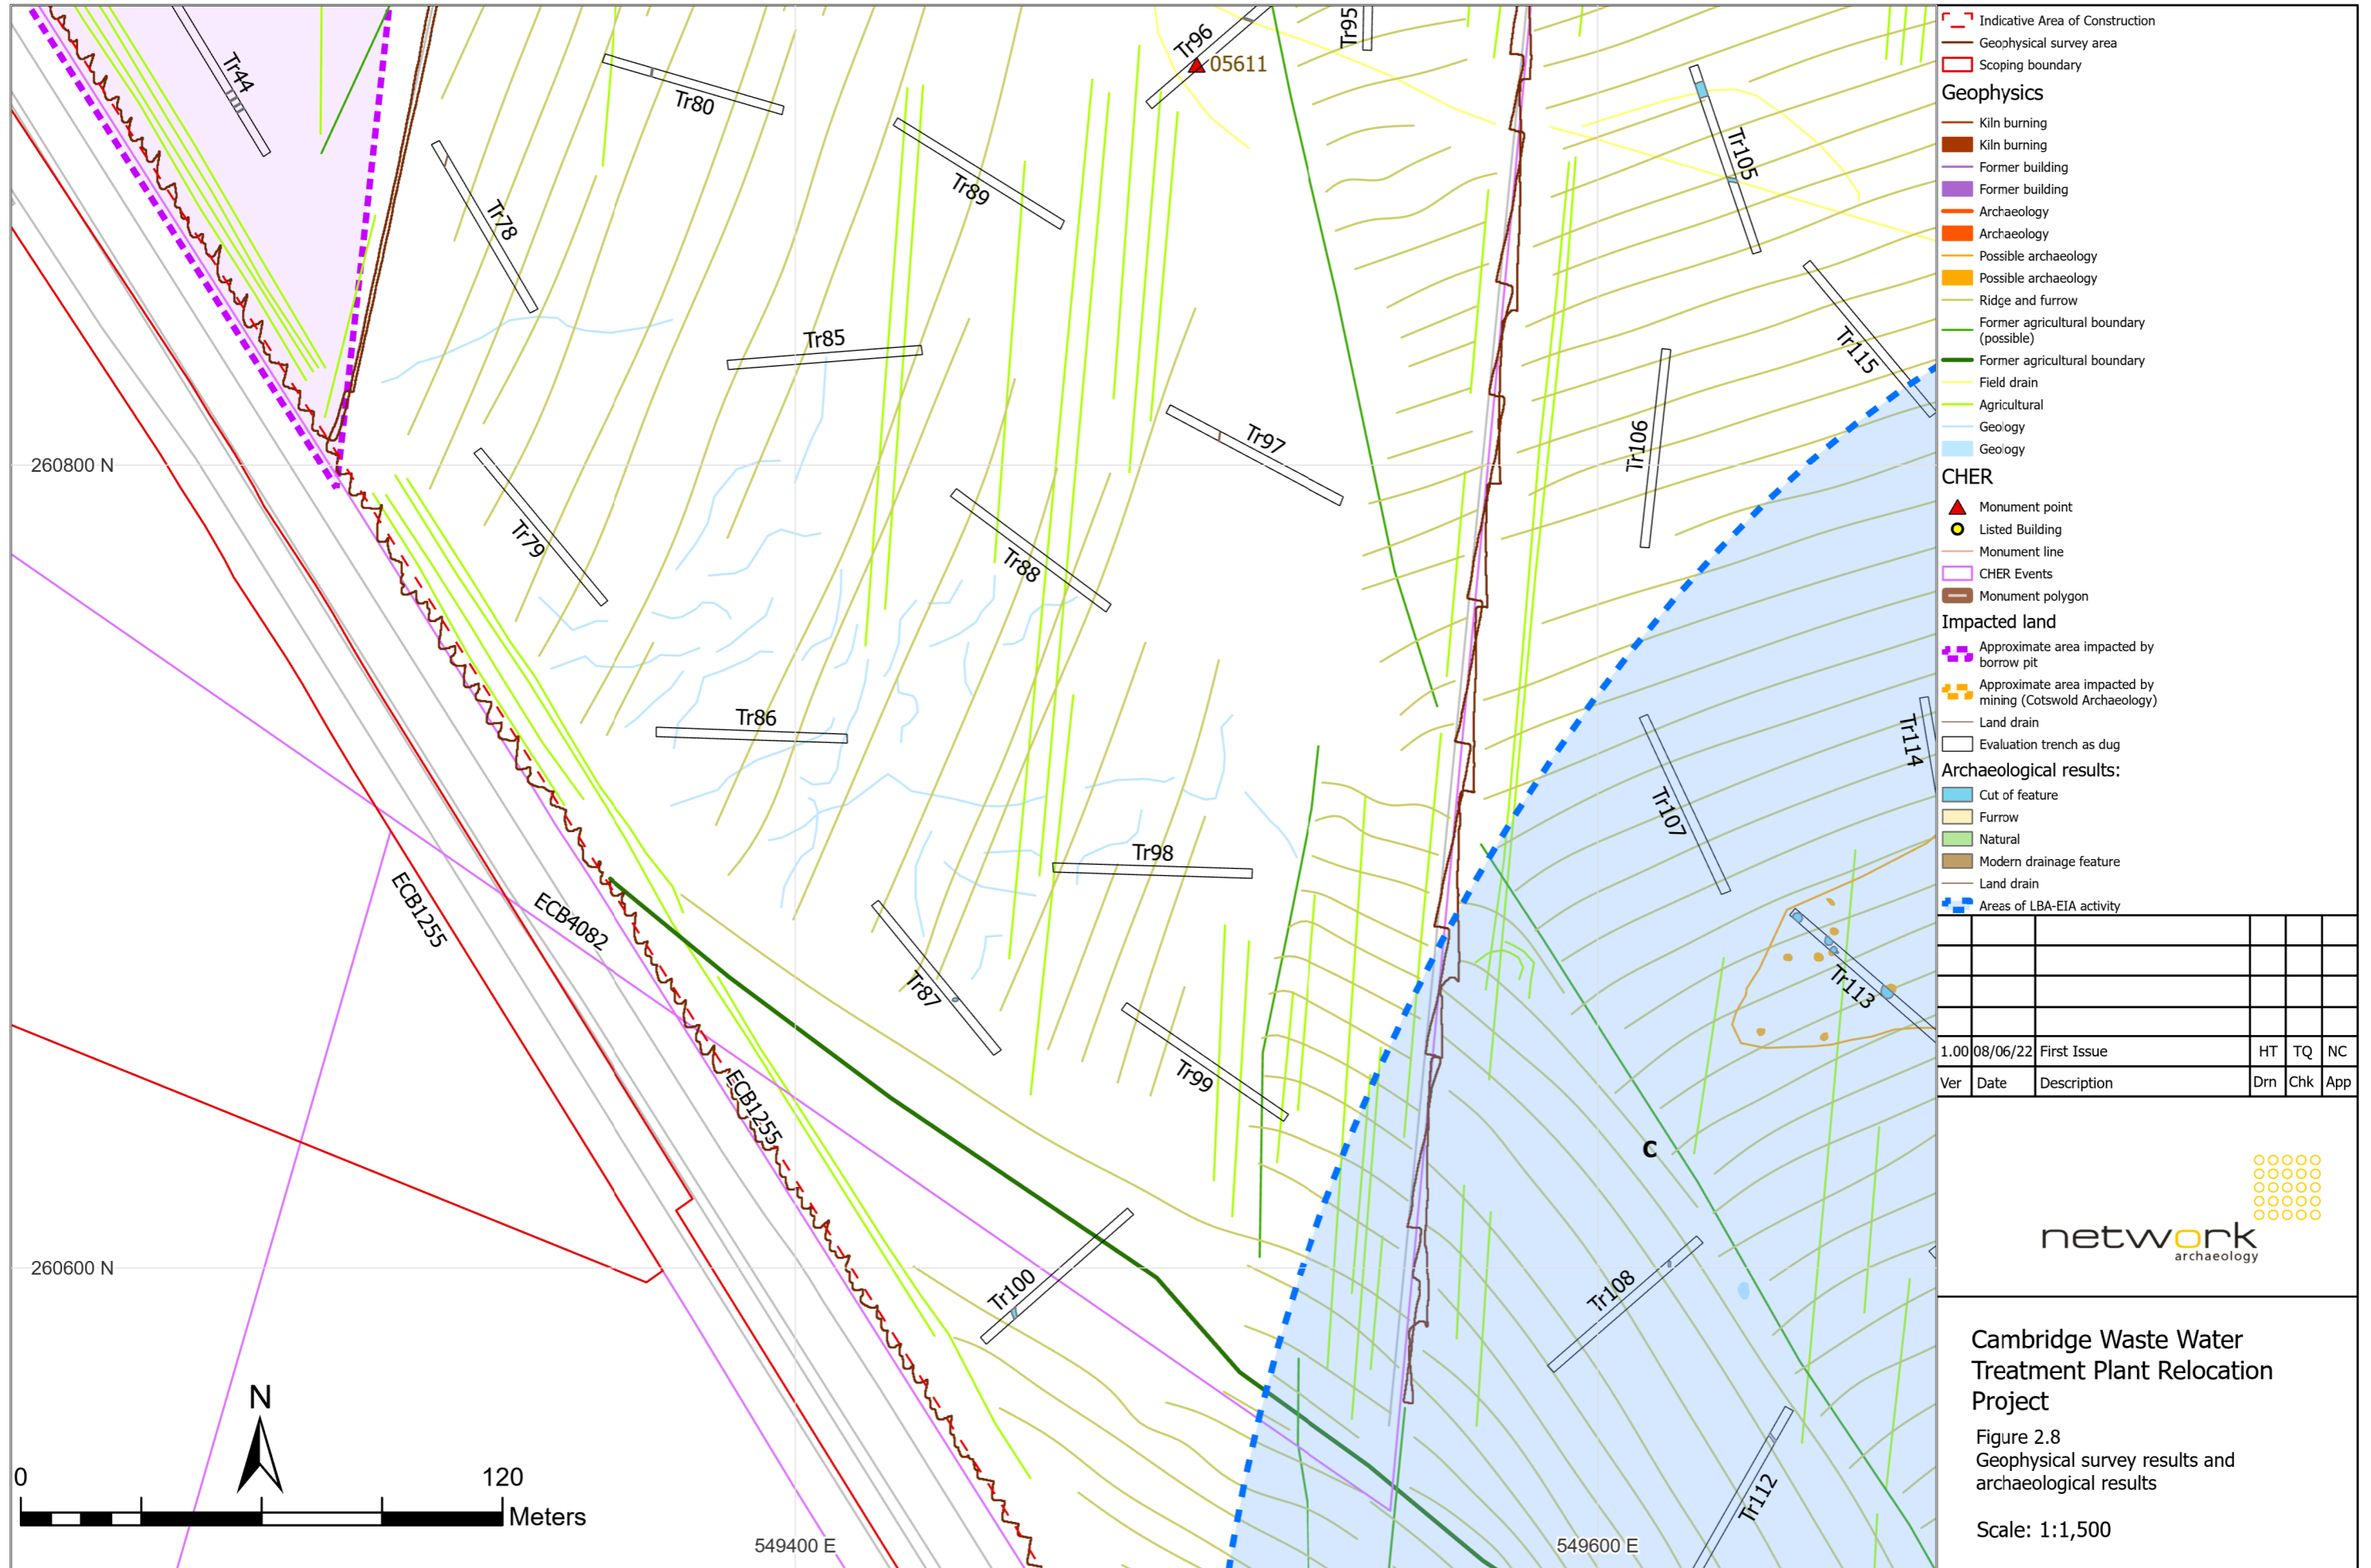 Tr44
Tr80
Tr96
05611
Tr95
Tr89
Tr105
Tr78
Tr85
Tr115
Tr97
Tr106
260800 N
Tr79
Tr88
Tr86
Tr107
Tr114
Tr98
ECB1255
ECB4082
Tr87
Tr113
Tr99
ECB1255
C
260600 N
Tr100
Tr108
Tr112
N
0
120
Meters
549400 E
549600 E
Indicative Area of Construction
Geophysical survey area
Scoping boundary
Geophysics
Kiln burning
Kiln burning
Former building
Former building
Archaeology
Archaeology
Possible archaeology
Possible archaeology
Ridge and furrow
Former agricultural boundary
(possible)
Former agricultural boundary
Field drain
Agricultural
Geology
Geology
CHER
Monument point
Listed Building
Monument line
CHER Events
Monument polygon
Impacted land
Approximate area impacted by
borrow pit
Approximate area impacted by
mining (Cotswold Archaeology)
Land drain
Evaluation trench as dug
Archaeological results:
Cut of feature
Furrow
Natural
Modern drainage feature
Land drain
Areas of LBA-EIA activity
1.00 08/06/22 First Issue HT TQ NC
Ver Date Description Drn Chk App
network
archaeology
Cambridge Waste Water
Treatment Plant Relocation
Project
Figure 2.8
Geophysical survey results and
archaeological results
Scale: 1:1,500